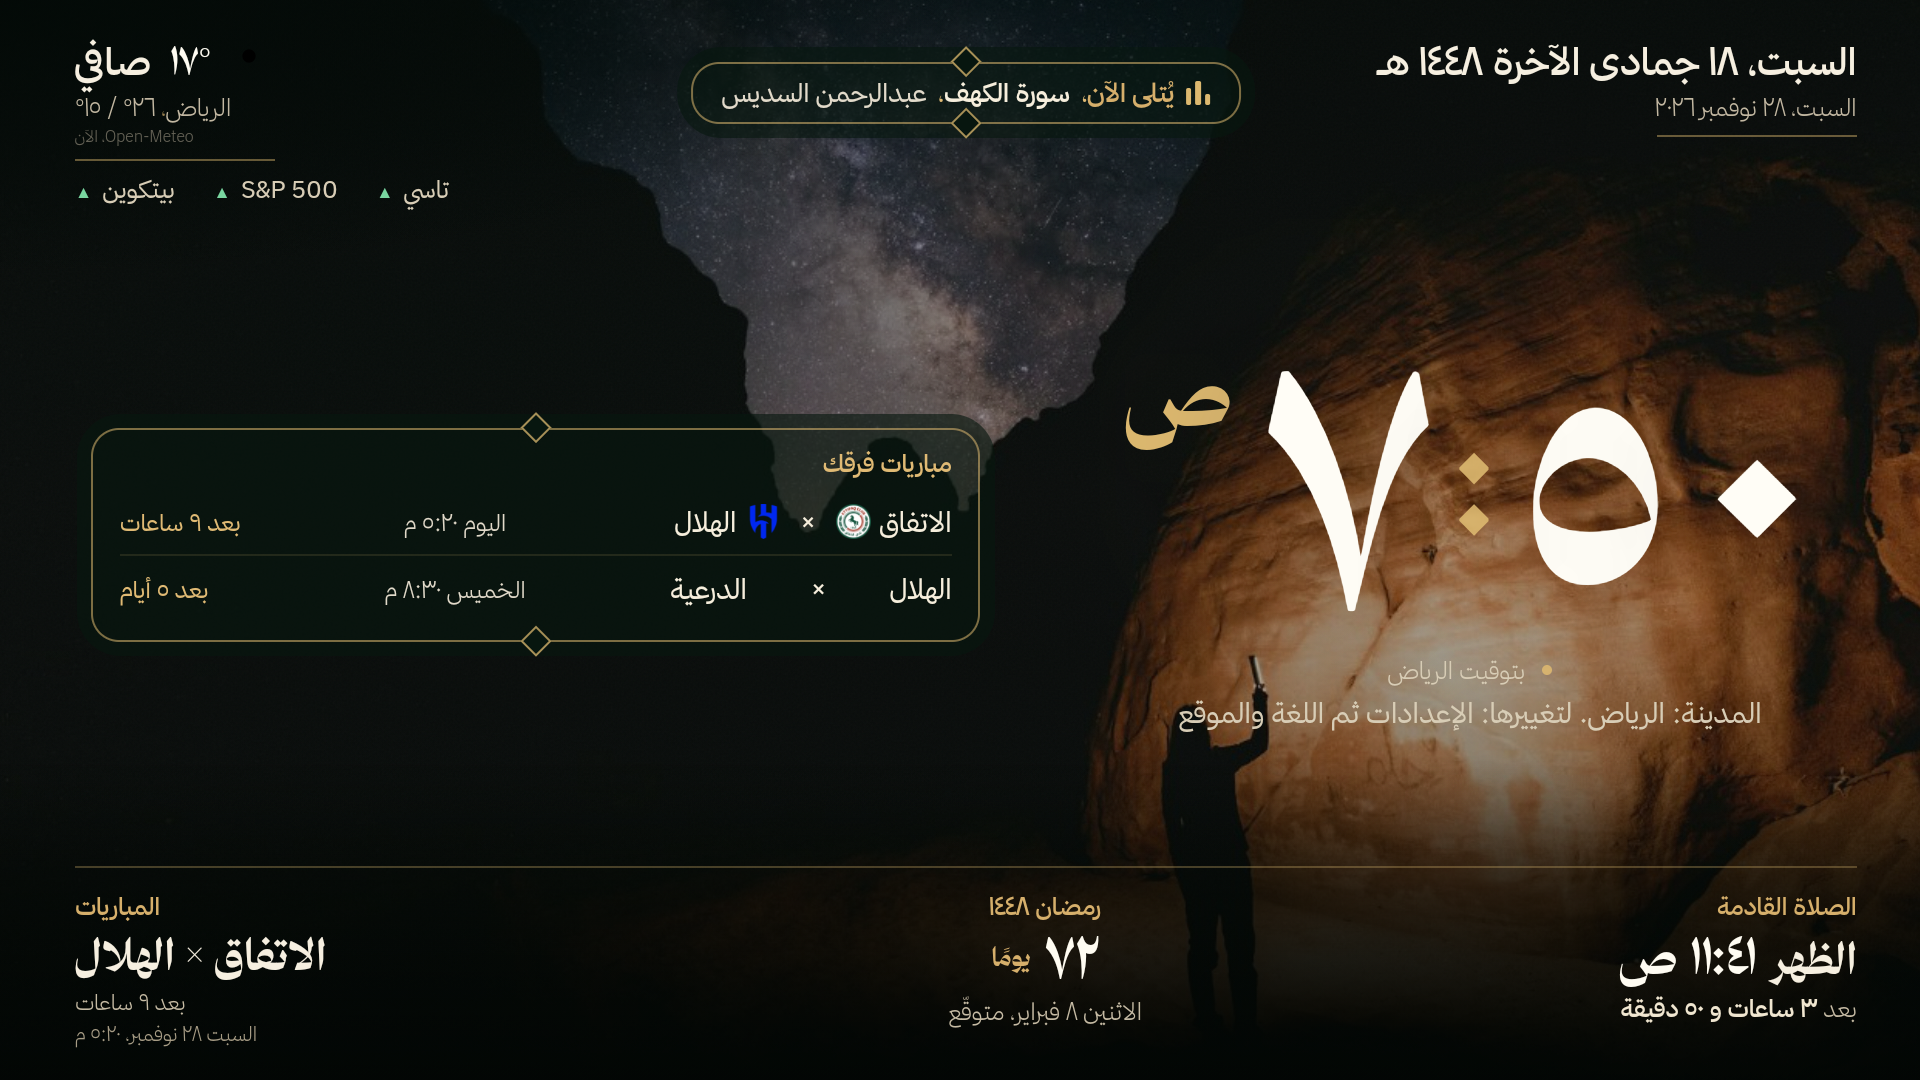 السبت، ١٨ جمادى الآخرة ١٤٤٨ هـ
السبت، ٢٨ نوفمبر ٢٠٢٦
يُتلى الآن، سورة الكهف، عبدالرحمن السديس
١٧° صافي
الرياض، ٢٦° / ١٥°
Open-Meteo، الآن
تاسي ▲ S&P 500 ▲ بيتكوين ▲
٧:٥٠ ص
بتوقيت الرياض
المدينة: الرياض. لتغييرها: الإعدادات ثم اللغة والموقع
مباريات فرقك
الاتفاق × الهلال اليوم ٥:٢٠ م بعد ٩ ساعات
الهلال × الدرعية الخميس ٨:٣٠ م بعد ٥ أيام
الصلاة القادمة
الظهر ١١:٤١ ص
بعد ٣ ساعات و ٥٠ دقيقة
رمضان ١٤٤٨
٧٢ يومًا
الاثنين ٨ فبراير، متوقّع
المباريات
الاتفاق × الهلال
بعد ٩ ساعات
السبت ٢٨ نوفمبر، ٥:٢٠ م